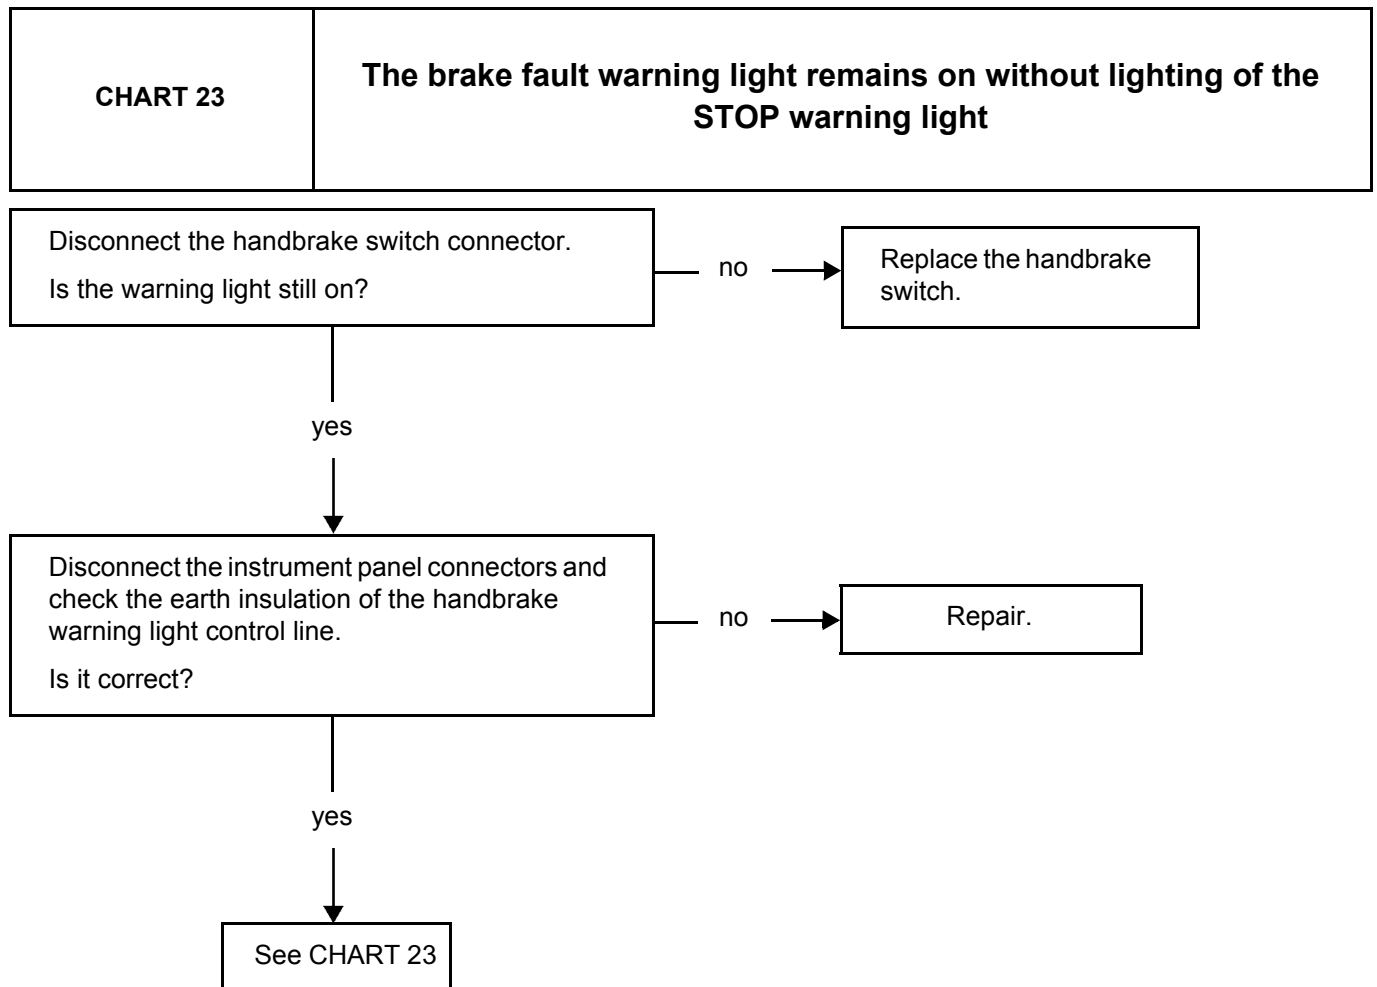 CHART 23
The brake fault warning light remains on without lighting of the
STOP warning light
Disconnect the handbrake switch connector.
Is the warning light still on?
no
Replace the handbrake
switch.
yes
Disconnect the instrument panel connectors and
check the earth insulation of the handbrake
warning light control line.
Is it correct?
no
Repair.
yes
See CHART 23